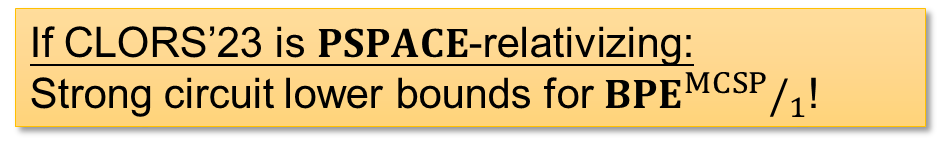 If CLORS’23 is 𝐏𝐒𝐏𝐀𝐂𝐄-relativizing:
Strong circuit lower bounds for 𝐁𝐏𝐄^MCSP/₁!